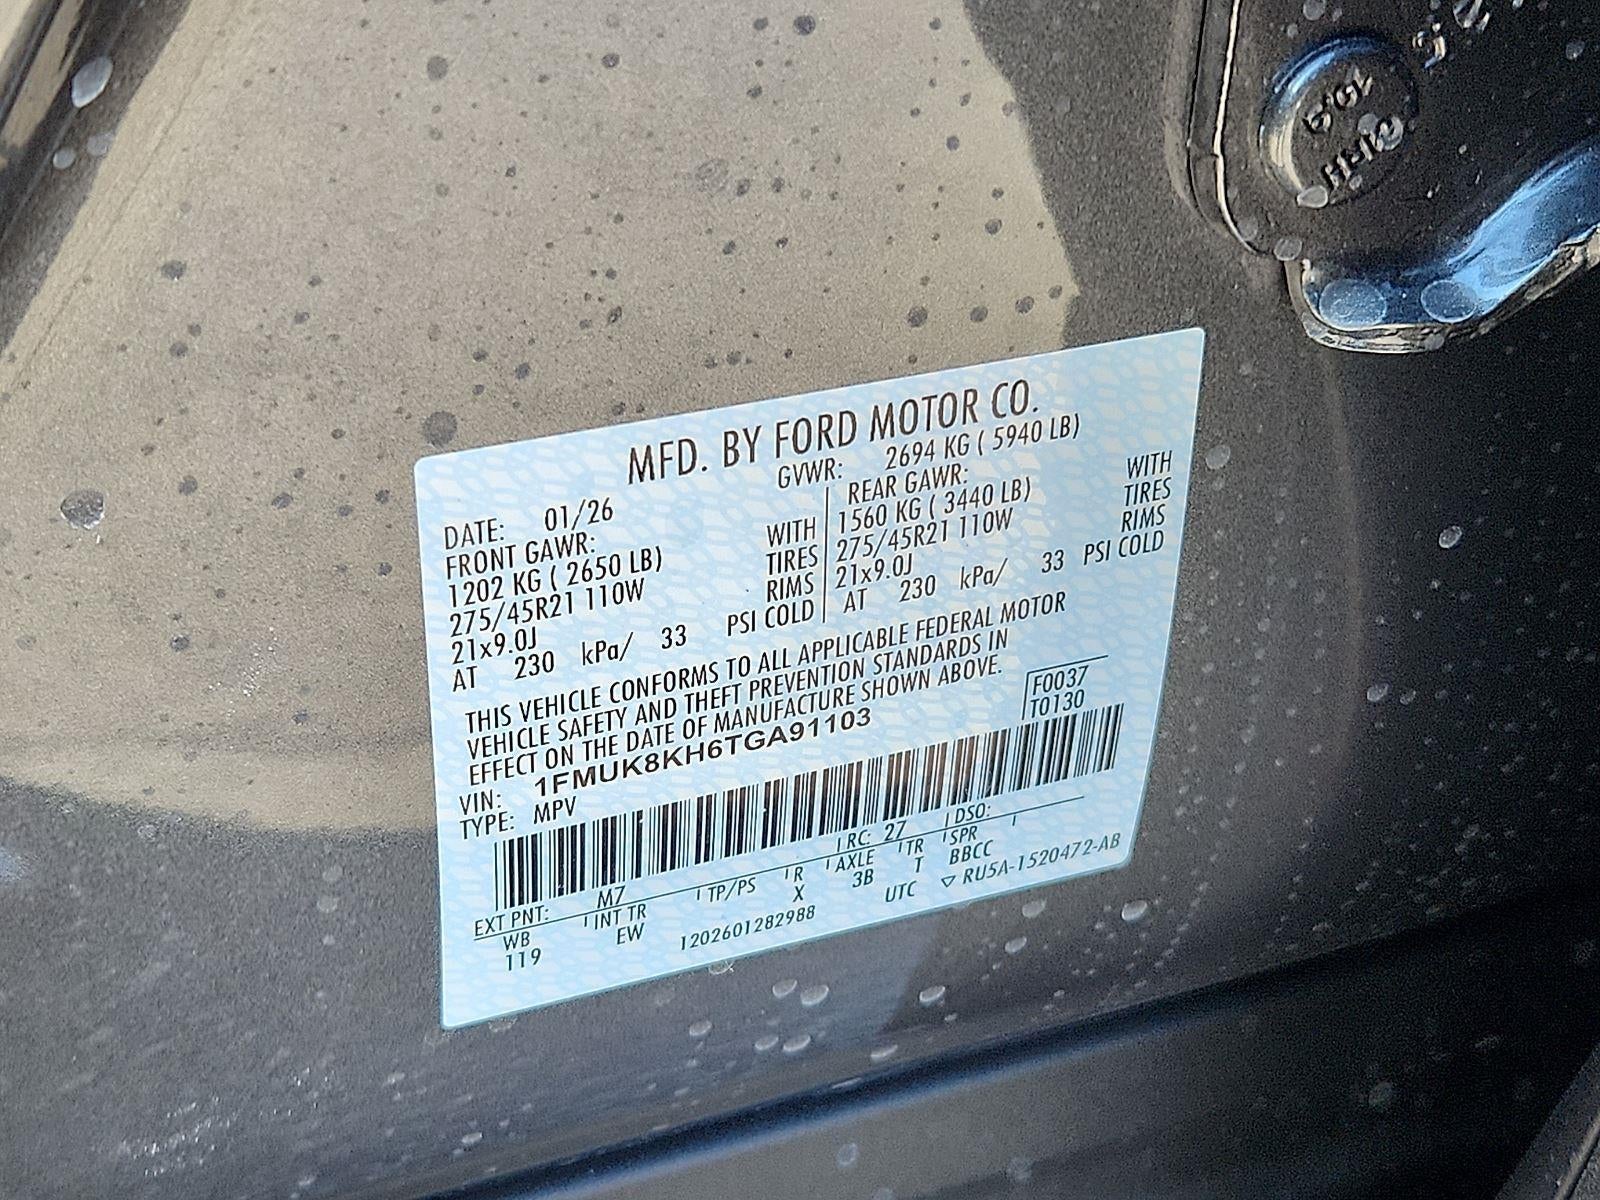 MFD. BY FORD MOTOR CO.
DATE: 01/26 GVWR: 2694 KG ( 5940 LB)
FRONT GAWR: REAR GAWR:
1202 KG ( 2650 LB) WITH 1560 KG ( 3440 LB) WITH
275/45R21 110W TIRES 275/45R21 110W TIRES
21x9.0J RIMS 21x9.0J RIMS
AT 230 kPa/ 33 PSI COLD AT 230 kPa/ 33 PSI COLD
THIS VEHICLE CONFORMS TO ALL APPLICABLE FEDERAL MOTOR
VEHICLE SAFETY AND THEFT PREVENTION STANDARDS IN
EFFECT ON THE DATE OF MANUFACTURE SHOWN ABOVE.
VIN: 1FMUK8KH6TGA91103
TYPE: MPV
F0037
T0130
EXT PNT: M7 RC: 27 DSO:
WB INT TR TP/PS R AXLE TR SPR
119 EW X 3B T BBCC
1202601282988 UTC ▽ RU5A-1520472-AB